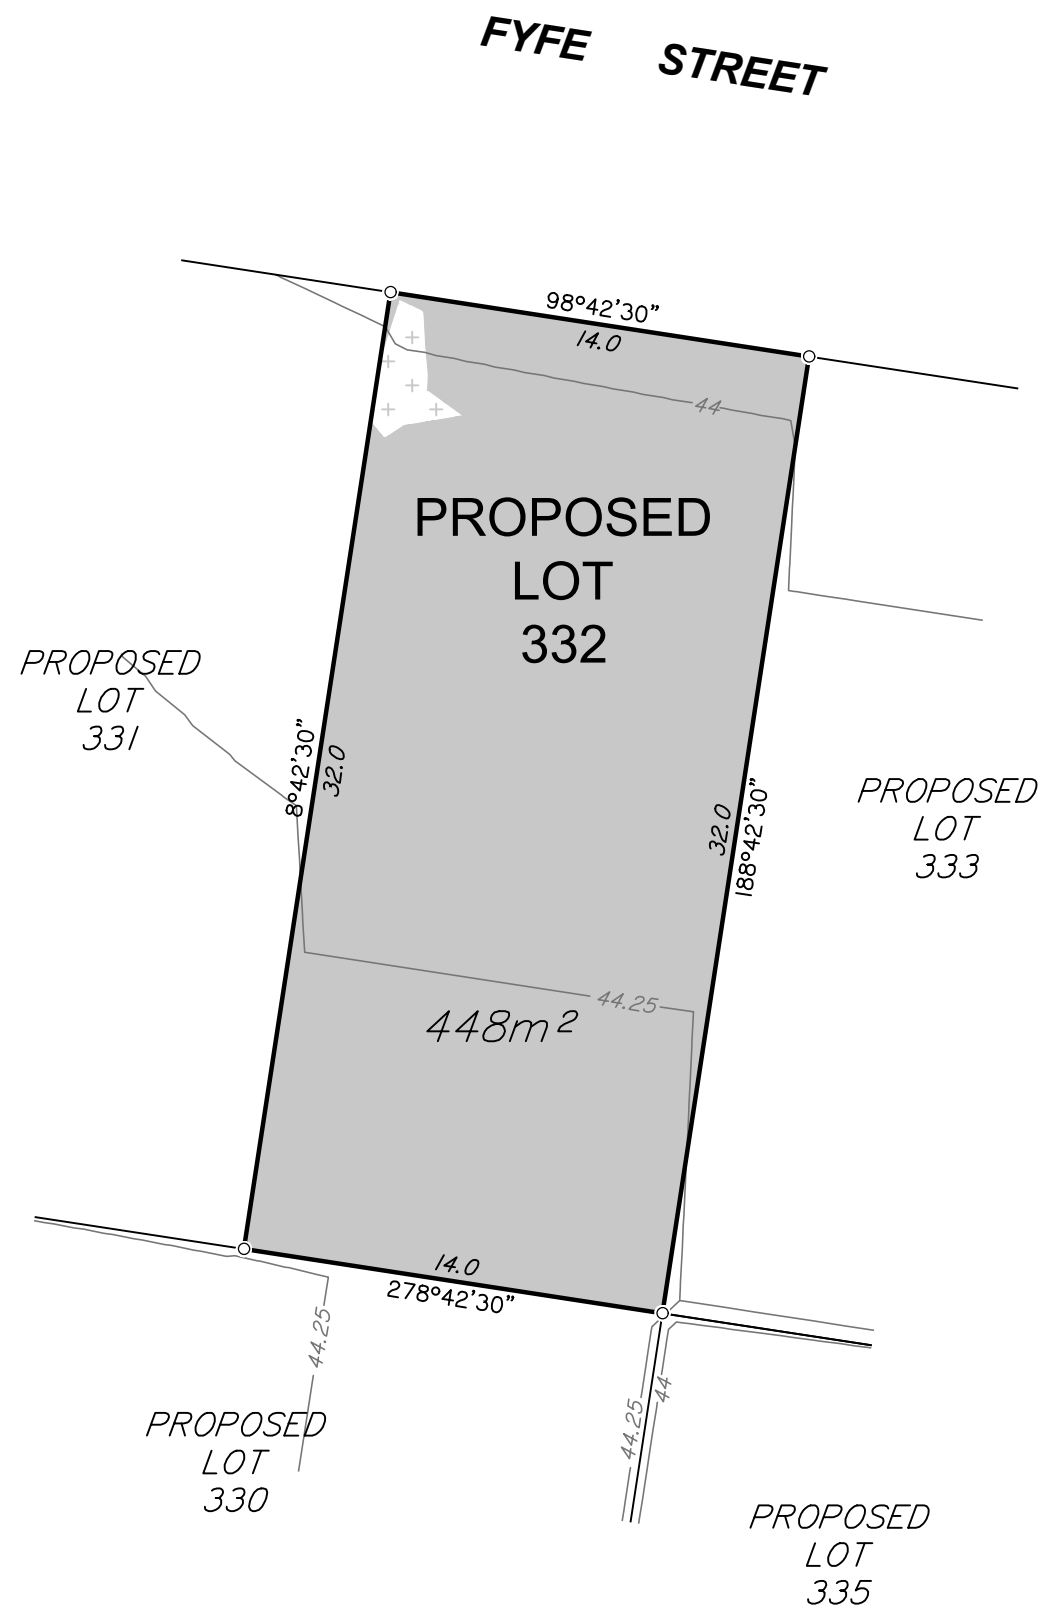 FYFE STREET
98°42'30”
14.0
44
PROPOSED
LOT
332
PROPOSED
LOT
331
8°42'30”
32.0
32.0
188°42'30”
PROPOSED
LOT
333
44.25
448m²
14.0
278°42'30”
44.25
44
44.25
PROPOSED
LOT
330
PROPOSED
LOT
335